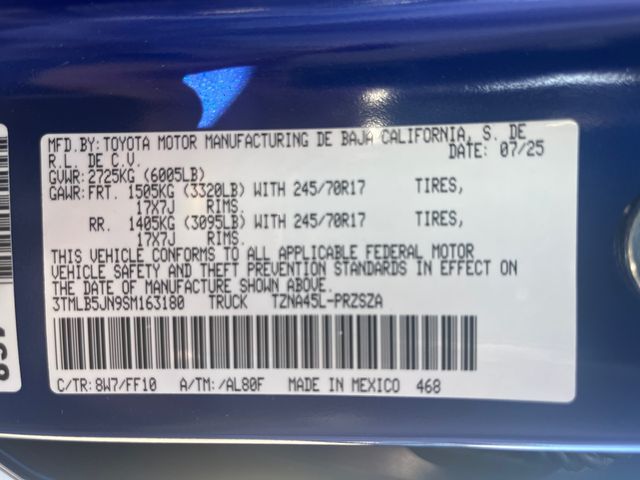 MFD.BY: TOYOTA MOTOR MANUFACTURING DE BAJA CALIFORNIA, S. DE
R.L. DE C.V. DATE: 07/25
GVWR: 2725KG (6005LB)
GAWR: FRT. 1505KG (3320LB) WITH 245/70R17 TIRES,
17X7J RIMS.
RR. 1405KG (3095LB) WITH 245/70R17 TIRES,
17X7J RIMS.
THIS VEHICLE CONFORMS TO ALL APPLICABLE FEDERAL MOTOR
VEHICLE SAFETY AND THEFT PREVENTION STANDARDS IN EFFECT ON
THE DATE OF MANUFACTURE SHOWN ABOVE.
3TMLB5JN9SM163180 TRUCK TZNA45L-PRZSZA
C/TR: 8W7/FF10 A/TM: /AL80F MADE IN MEXICO 468